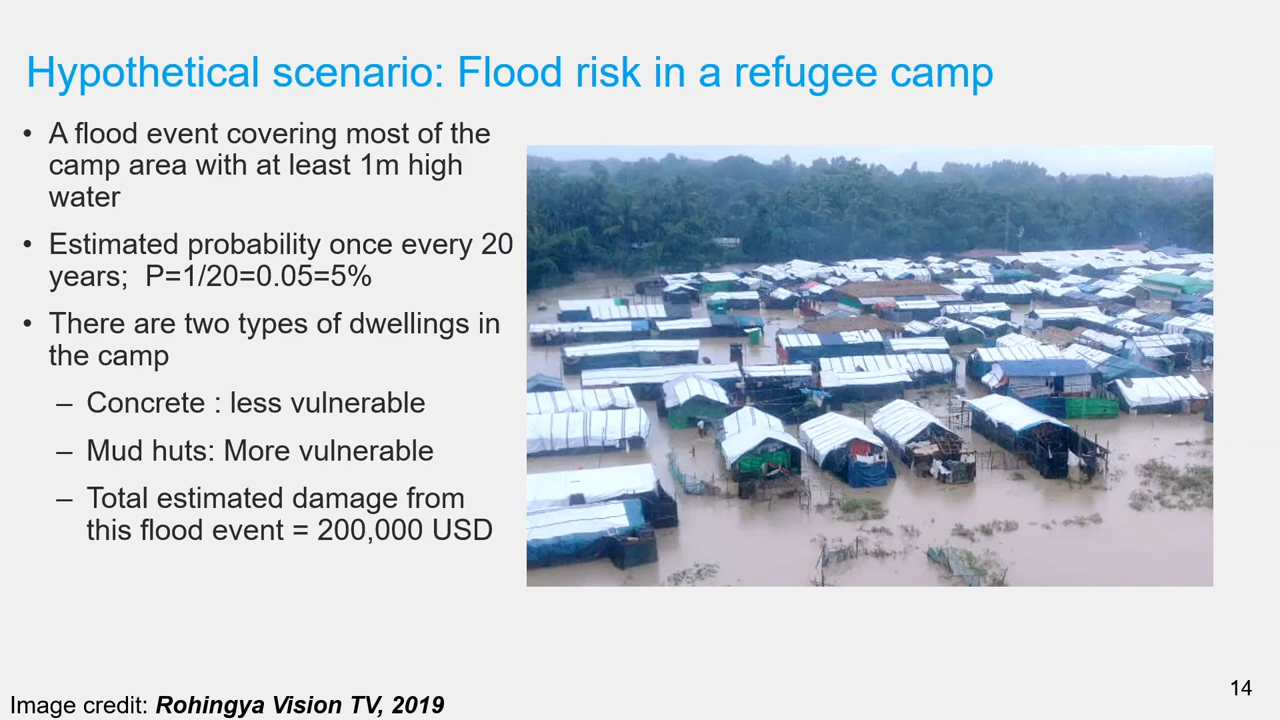 Hypothetical scenario: Flood risk in a refugee camp
• A flood event covering most of the
camp area with at least 1m high
water
• Estimated probability once every 20
years;  P=1/20=0.05=5%
• There are two types of dwellings in
the camp
– Concrete : less vulnerable
– Mud huts: More vulnerable
– Total estimated damage from
this flood event = 200,000 USD
14
Image credit: Rohingya Vision TV, 2019